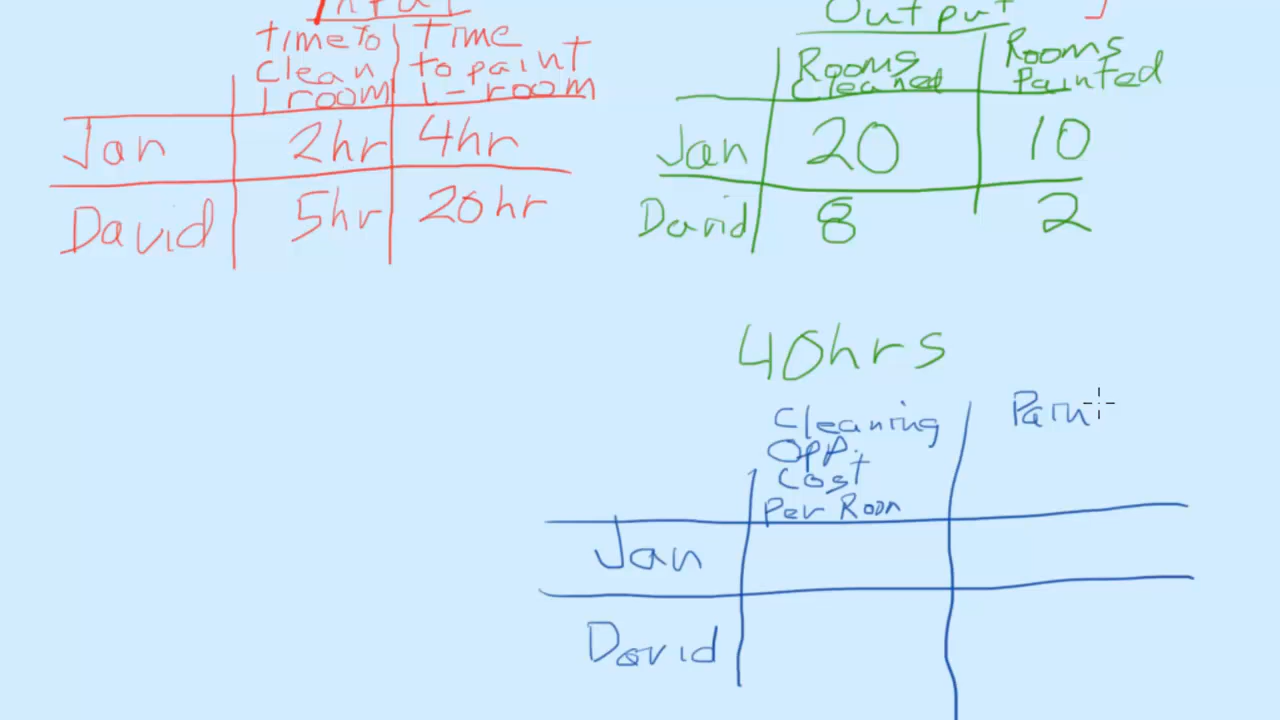 Input
Time to
clean
1 room
Time
to paint
1-room
Jan 2hr 4hr
David 5hr 20hr
Output
Rooms
Cleaned
Rooms
Painted
Jan 20 10
David 8 2
40hrs
Cleaning
Opp.
Cost
Per Room
Pain
Jan
David